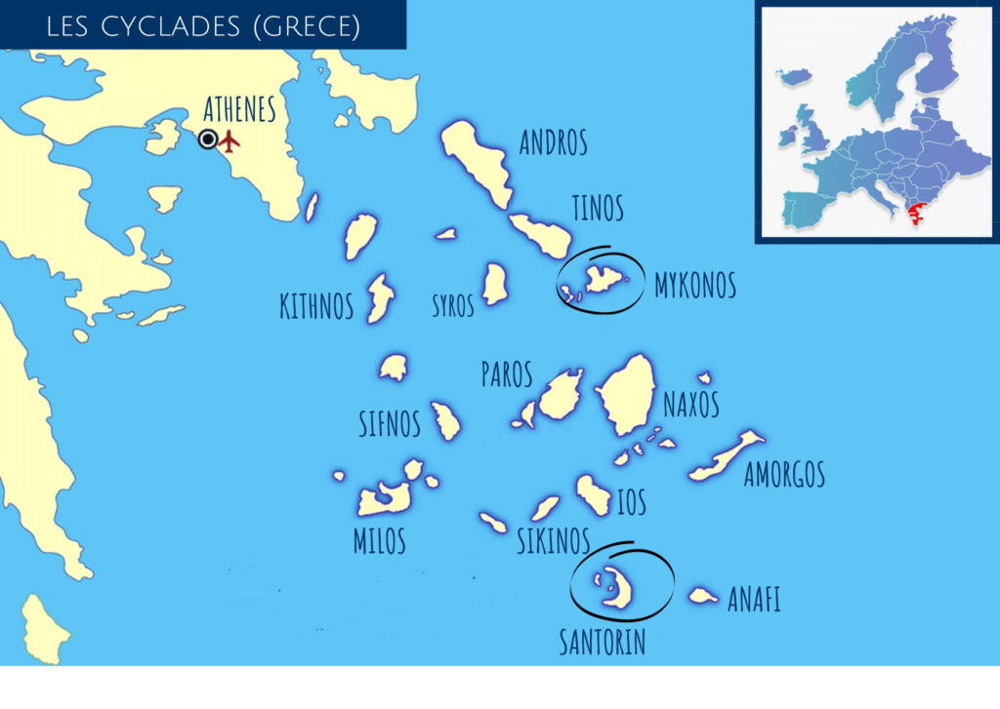 LES CYCLADES (GRECE)
ATHENES
ANDROS
TINOS
MYKONOS
KITHNOS
SYROS
PAROS
NAXOS
SIFNOS
AMORGOS
IOS
MILOS
SIKINOS
ANAFI
SANTORIN